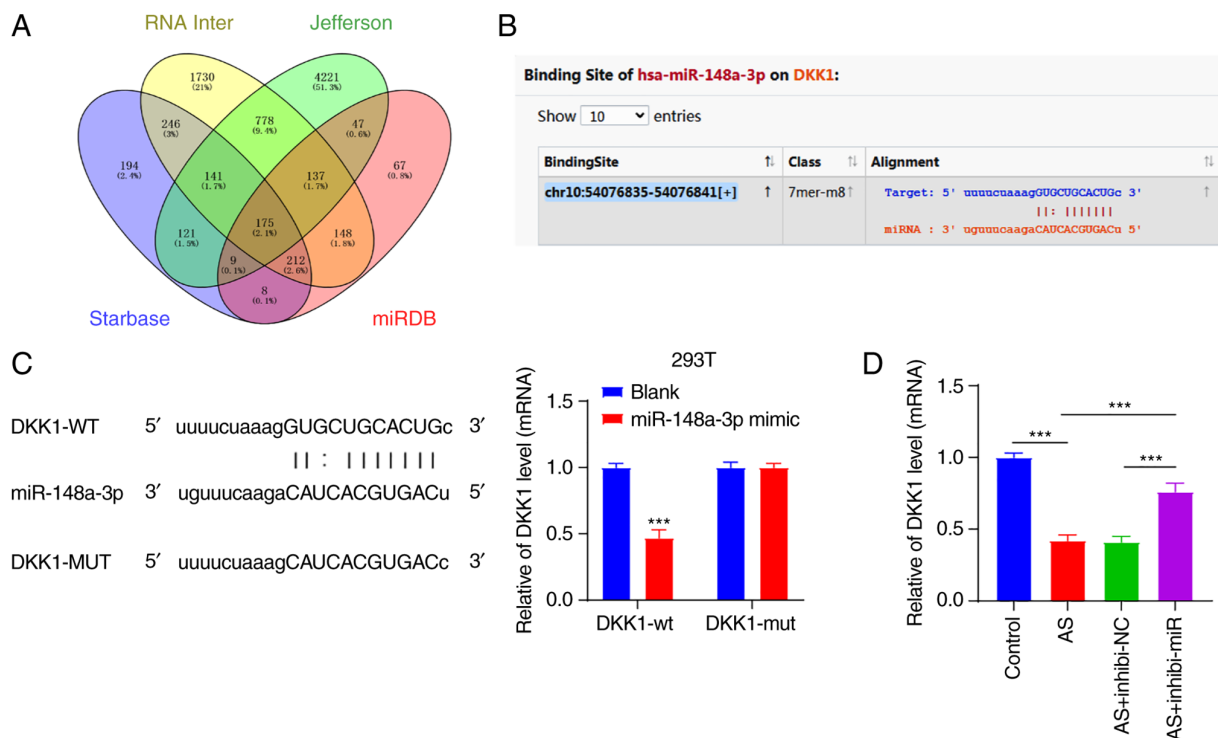 A
RNA Inter
Jefferson
1730
(21%)
4221
(51.3%)
246
(3%)
778
(9.4%)
47
(0.6%)
194
(2.4%)
141
(1.7%)
137
(1.7%)
67
(0.8%)
121
(1.5%)
175
(2.1%)
148
(1.8%)
9
(0.1%)
212
(2.6%)
8
(0.1%)
Starbase
miRDB
B
Binding Site of hsa-miR-148a-3p on DKK1:
Show 10 entries
BindingSite Class Alignment
chr10:54076835-54076841[+] 7mer-m8 Target: 5' uuuucuaaagGUGCUGCACUGc 3'
||: |||||||
miRNA : 3' uguuucaagaCAUCACGUGACu 5'
C
DKK1-WT 5′ uuuucuaaagGUGCUGCACUGc 3′
|| : |||||||
miR-148a-3p 3′ uguuucaagaCAUCACGUGACu 5′
DKK1-MUT 5′ uuuucuaaagCAUCACGUGACc 3′
293T
Relative of DKK1 level (mRNA)
1.5
1.0
0.5
0.0
Blank
miR-148a-3p mimic
***
DKK1-wt
DKK1-mut
D
Relative of DKK1 level (mRNA)
1.5
1.0
0.5
0.0
***
***
***
Control
AS
AS+inhibi-NC
AS+inhibi-miR